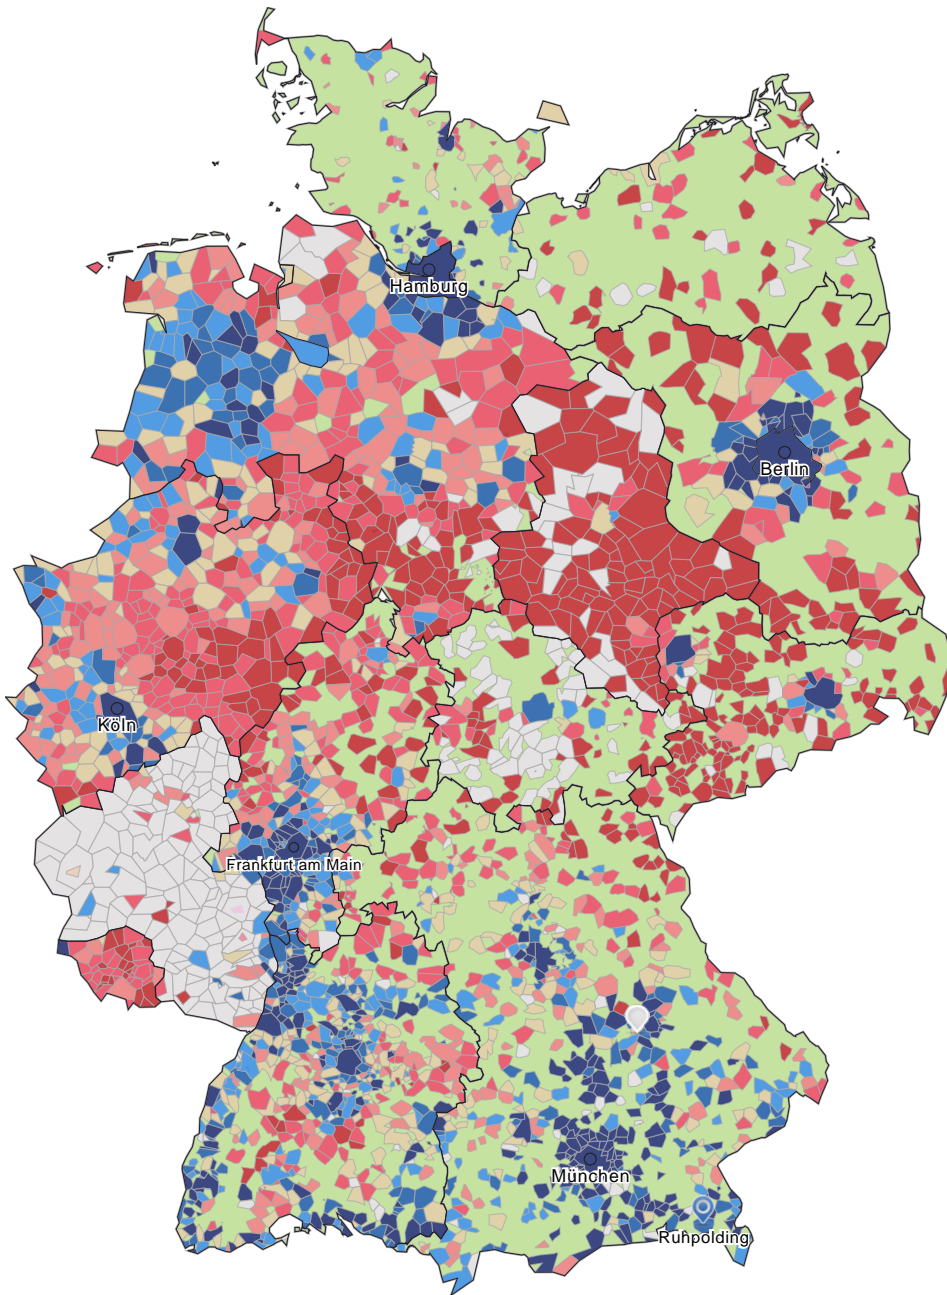 Hamburg
Berlin
Köln
Frankfurt am Main
München
Ruhpolding